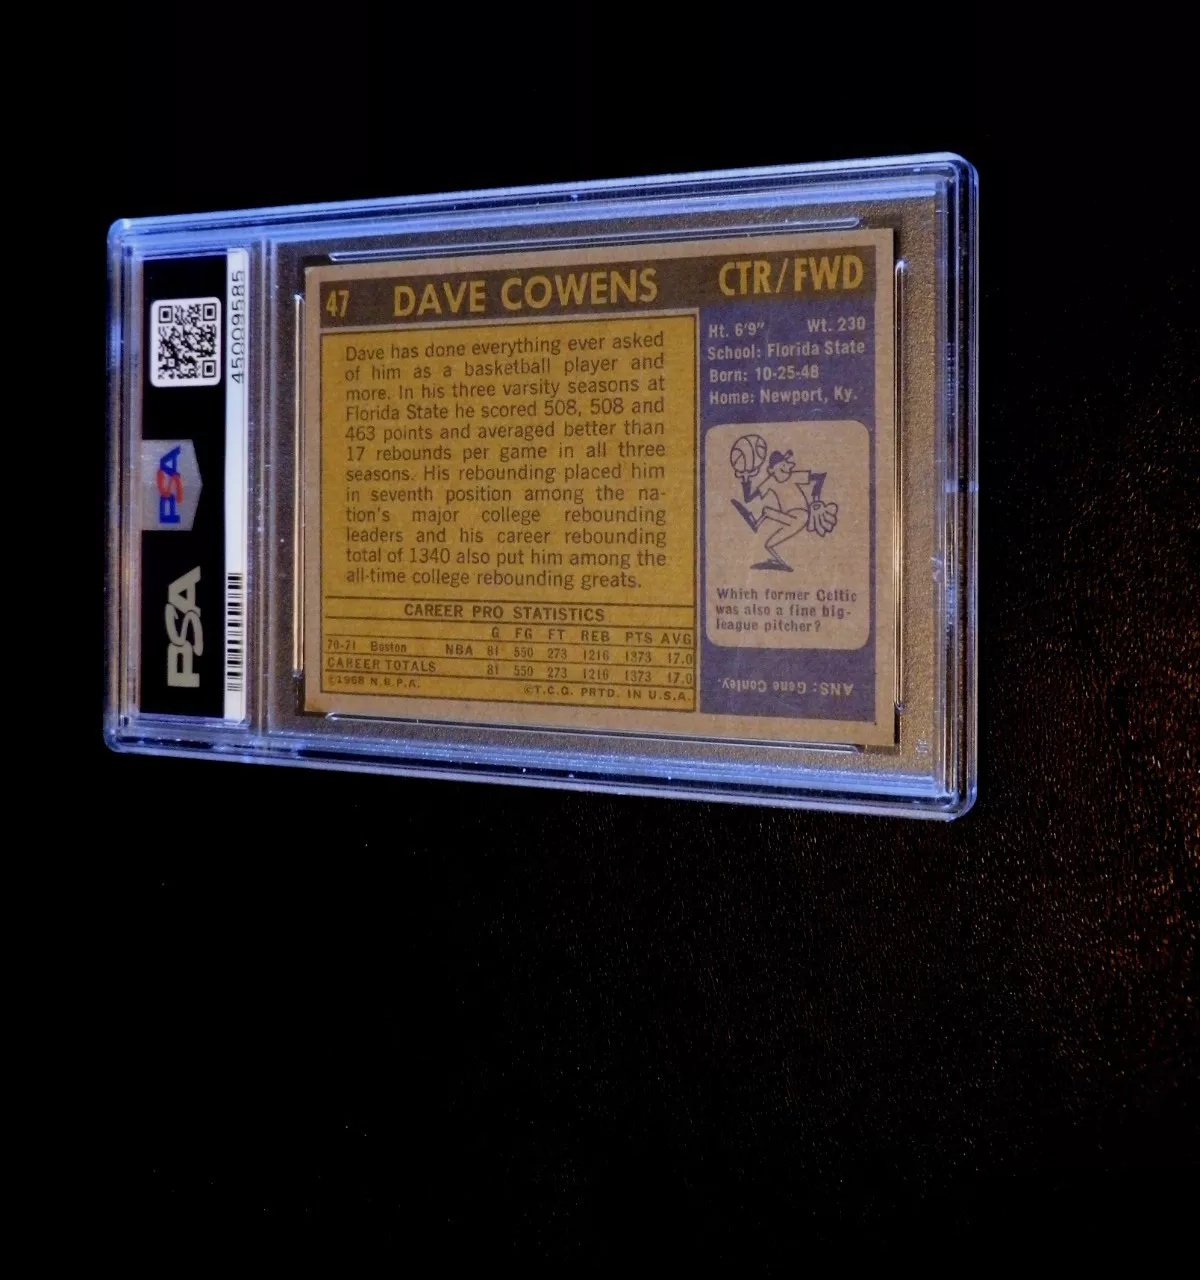 45009585
PSA
PSA
47 DAVE COWENS CTR/FWD
Dave has done everything ever asked
of him as a basketball player and
more. In his three varsity seasons at
Florida State he scored 508, 508 and
463 points and averaged better than
17 rebounds per game in all three
seasons. His rebounding placed him
in seventh position among the na-
tion's major college rebounding
leaders and his career rebounding
total of 1340 also put him among the
all-time college rebounding greats.
CAREER PRO STATISTICS
G FG FT REB PTS AVG
70-71 Boston NBA 81 550 273 1216 1373 17.0
CAREER TOTALS 81 550 273 1216 1373 17.0
©1968 N.B.P.A. ©T.C.G. PRTD. IN U.S.A.
Ht. 6'9" Wt. 230
School: Florida State
Born: 10-25-48
Home: Newport, Ky.
Which former Celtic
was also a fine big-
league pitcher?
ANS: Gene Conley.